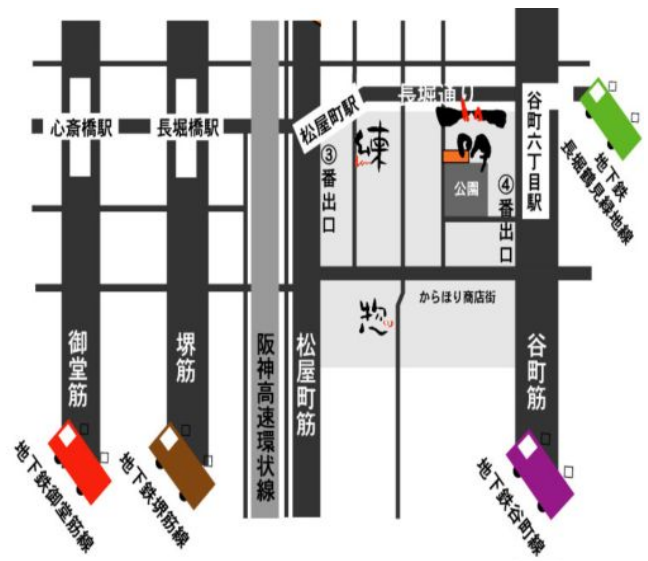 長堀通り
心斎橋駅
長堀橋駅
松屋町駅
谷町六丁目駅
地下鉄
長堀鶴見緑地線
練
③番出口
公園
④番出口
惣
からほり商店街
御堂筋
堺筋
阪神高速環状線
松屋町筋
谷町筋
地下鉄御堂筋線
地下鉄堺筋線
地下鉄谷町線